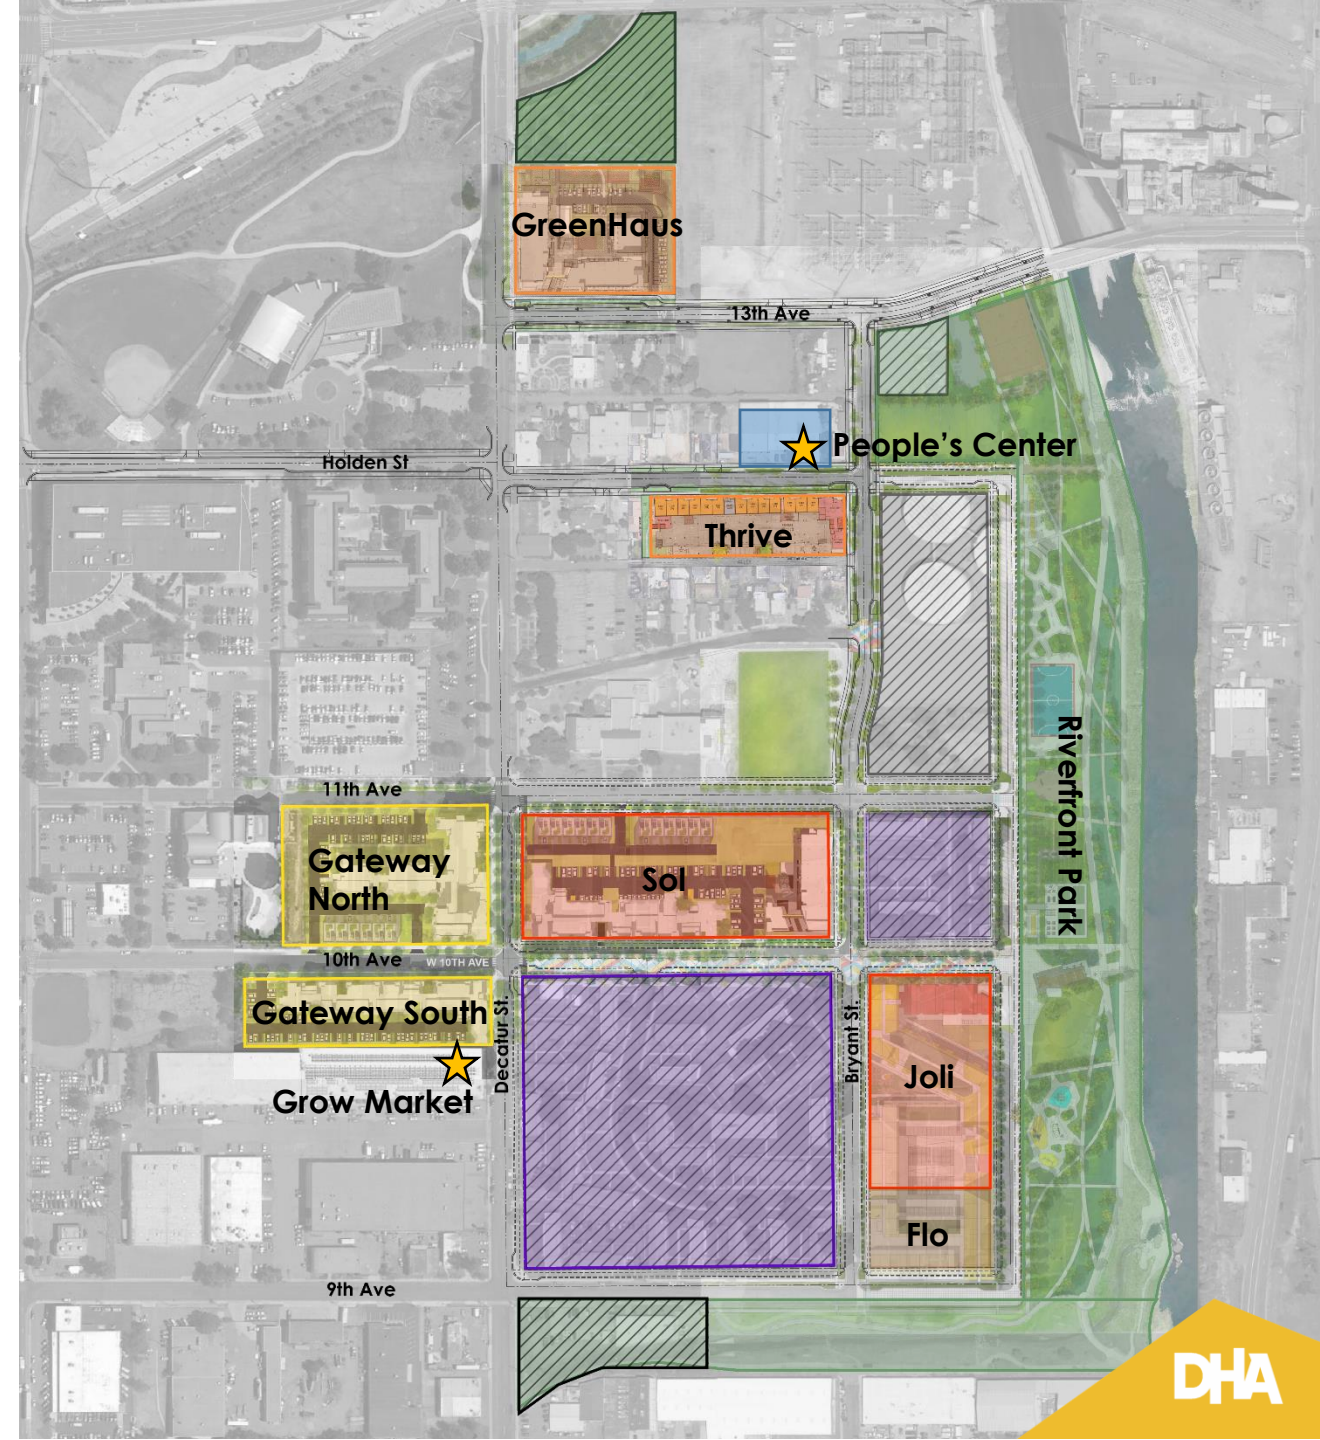 GreenHaus
13th Ave
People's Center
Holden St
Thrive
Riverfront Park
11th Ave
Gateway
North
Sol
10th Ave
W 10TH AVE
Gateway South
Decatur St.
Bryant St.
Joli
Grow Market
Flo
9th Ave
DHA